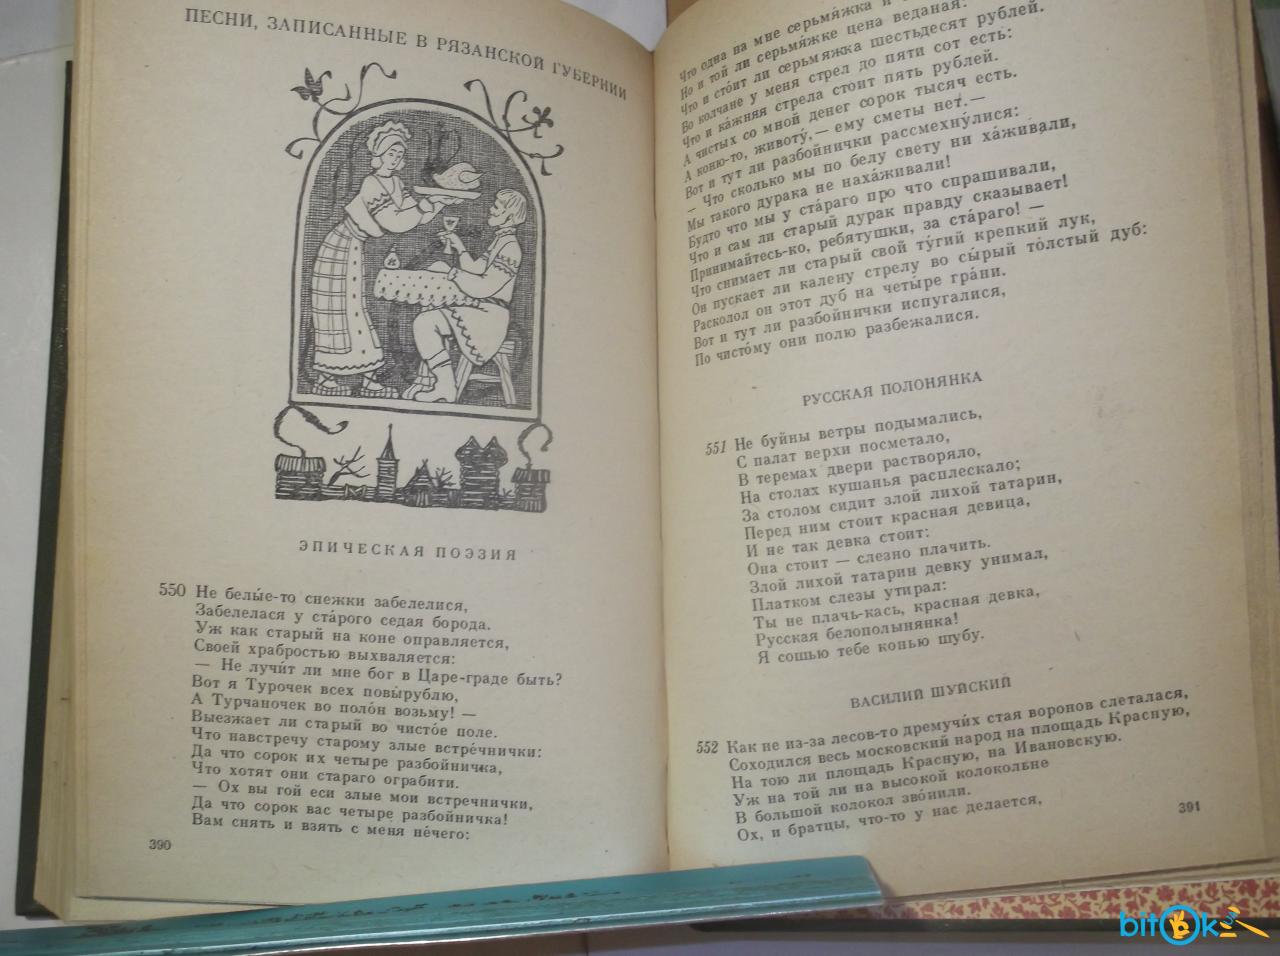 ПЕСНИ, ЗАПИСАННЫЕ В РЯЗАНСКОЙ ГУБЕРНИИ
ЭПИЧЕСКАЯ ПОЭЗИЯ
550 Не белы́е-то снежки забелелися,
Забелелася у ста́рого седая борода.
Уж как старый на коне оправляется,
Своей храбростью выхваляется:
— Не лучи́т ли мне бог в Царе-граде быть?
Вот я Турочек всех повы́рублю,
А Турчаночек во поло́н возьму! —
Выезжает ли старый во чисто́е поле.
Что навстречу старому злые встре́чнички:
Да что сорок их четыре разбойничка,
Что хотят они стараго ограбити.
— Ох вы гой еси злые мои встречнички,
Да что сорок вас четыре разбойничка!
Вам снять и взять с меня не́чего:
390
Что одна на мне серьмя́жка и
Но и той ли серьмя́жке цена веданая:
Что и сто́ит ли серьмяжка шестьдесят рублей.
Во колчане у меня стрел до пяти сот есть:
Что и ка́жняя стрела стоит пять рублей.
А чистых со мной денег сорок тысяч есть.
А коню-то, животу́,— ему сметы нет.—
Вот и тут ли разбойнички рассмехну́лися:
— Что сколько мы по белу свету ни ха́живали,
Мы такого дурака не наха́живали!
Будто что мы у ста́раго про что спрашивали,
Что и сам ли старый дурак правду сказывает!
Принимайтесь-ко, ребятушки, за ста́раго! —
Что снимает ли старый свой ту́гий крепкий лук,
Он пускает ли калену стрелу во сы́рый то́лстый дуб:
Расколол он этот дуб на четы́ре гра́ни.
Вот и тут ли разбойнички испугалися,
По чисто́му они полю разбежалися.
РУССКАЯ ПОЛОНЯНКА
551 Не буйны ветры подымались,
С палат верхи посметало,
В теремах двери растворяло,
На столах кушанья расплескало;
За столом сидит злой лихой татарин,
Перед ним стоит красная девица,
И не так девка стоит:
Она стоит — слезно плачить.
Злой лихой татарин девку унимал,
Платком слезы утирал:
Ты не плачь-кась, красная девка,
Русская белополынянка!
Я сошью тебе конью шубу.
ВАСИЛИЙ ШУЙСКИЙ
552 Как не из-за лесов-то дремучи́х стая воронов слеталася,
Соходился весь московский народ на площадь Красную,
На тою ли площадь Красную, на Ивановскую.
Уж на той ли на высокой колокольне
В большой колокол зво́нили.
Ох, и братцы, что-то у нас делается,
391
bitOk